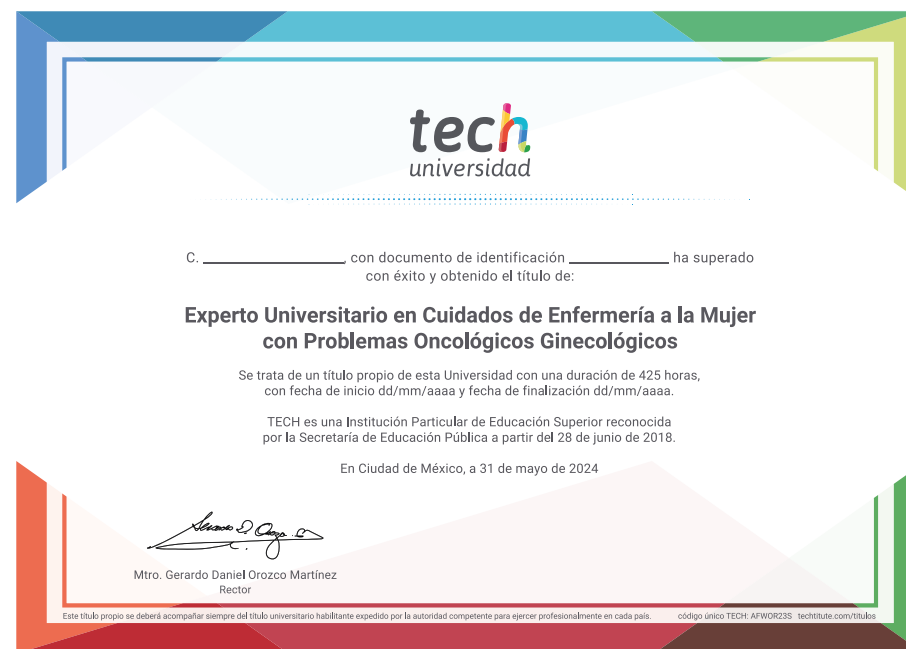 tech
universidad
C. ____________________, con documento de identificación ______________ ha superado
con éxito y obtenido el título de:
Experto Universitario en Cuidados de Enfermería a la Mujer
con Problemas Oncológicos Ginecológicos
Se trata de un título propio de esta Universidad con una duración de 425 horas,
con fecha de inicio dd/mm/aaaa y fecha de finalización dd/mm/aaaa.
TECH es una Institución Particular de Educación Superior reconocida
por la Secretaría de Educación Pública a partir del 28 de junio de 2018.
En Ciudad de México, a 31 de mayo de 2024
Mtro. Gerardo Daniel Orozco Martínez
Rector
Este título propio se deberá acompañar siempre del título universitario habilitante expedido por la autoridad competente para ejercer profesionalmente en cada país. código único TECH: AFWOR23S techtitute.com/titulos